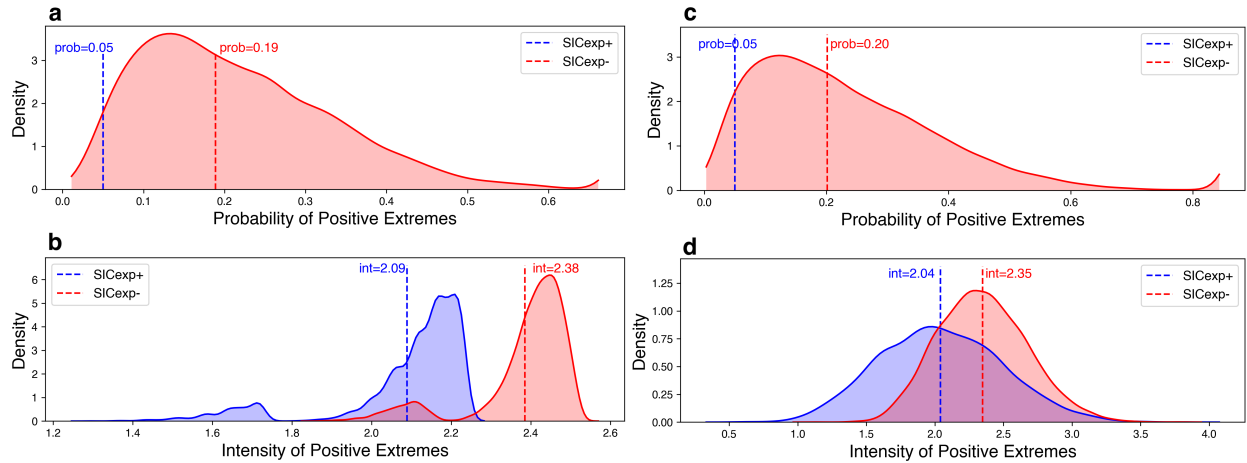 a
prob=0.05
prob=0.19
SICexp+
SICexp-
Density
3
2
1
0
0.0 0.1 0.2 0.3 0.4 0.5 0.6
Probability of Positive Extremes
c
prob=0.05
prob=0.20
SICexp+
SICexp-
Density
3
2
1
0
0.0 0.2 0.4 0.6 0.8
Probability of Positive Extremes
b
int=2.09
int=2.38
SICexp+
SICexp-
Density
6
5
4
3
2
1
0
1.2 1.4 1.6 1.8 2.0 2.2 2.4 2.6
Intensity of Positive Extremes
d
int=2.04
int=2.35
SICexp+
SICexp-
Density
1.25
1.00
0.75
0.50
0.25
0.00
0.5 1.0 1.5 2.0 2.5 3.0 3.5 4.0
Intensity of Positive Extremes